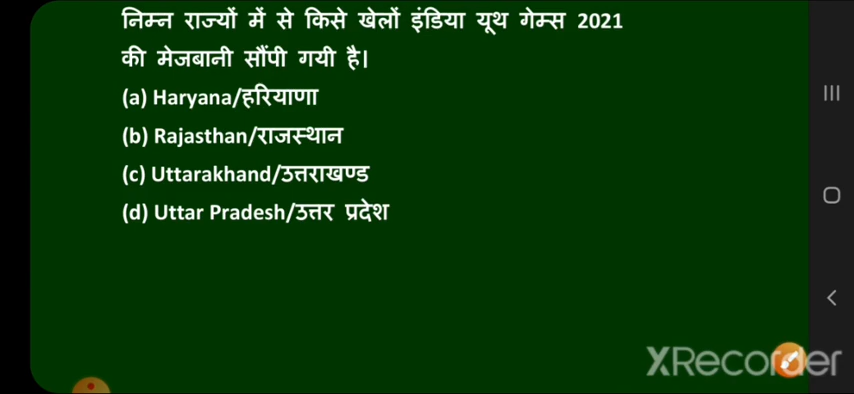 निम्न राज्यों में से किसे खेलों इंडिया यूथ गेम्स 2021
की मेजबानी सौंपी गयी है।
(a) Haryana/हरियाणा
(b) Rajasthan/राजस्थान
(c) Uttarakhand/उत्तराखण्ड
(d) Uttar Pradesh/उत्तर प्रदेश
XRecorder